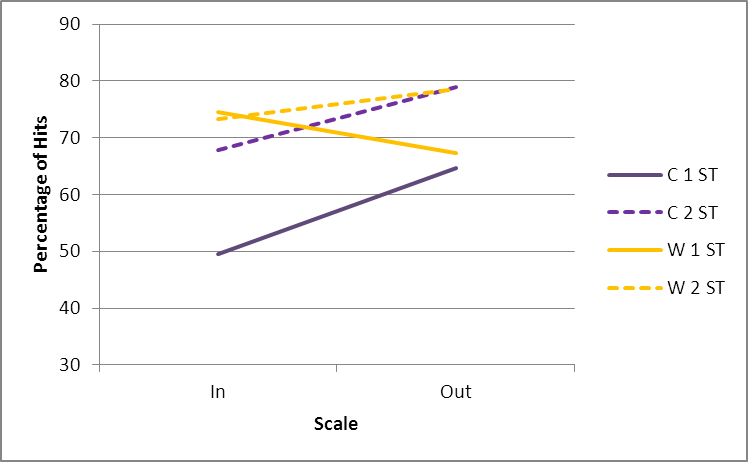 90
80
70
60
50
40
30
Percentage of Hits
In
Out
Scale
C 1 ST
C 2 ST
W 1 ST
W 2 ST